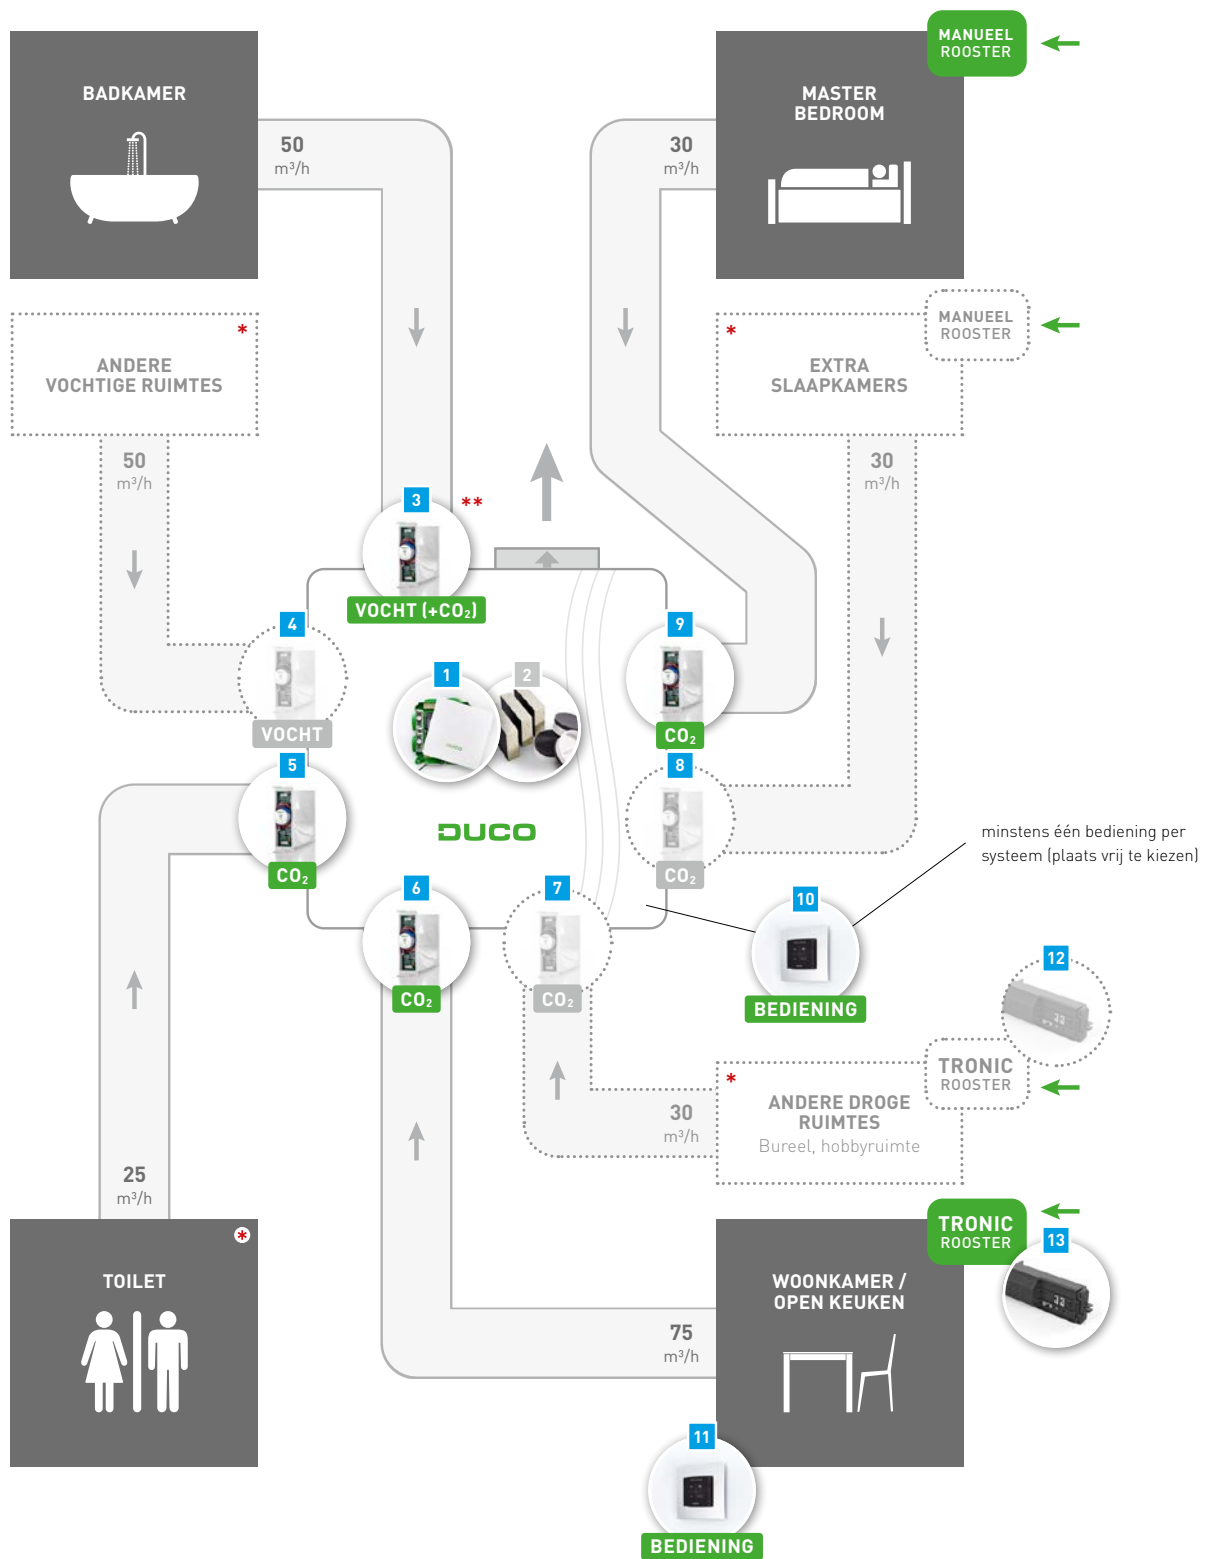 MANUEEL
ROOSTER
BADKAMER
MASTER
BEDROOM
50
m³/h
30
m³/h
*
ANDERE
VOCHTIGE RUIMTES
*
MANUEEL
ROOSTER
EXTRA
SLAAPKAMERS
50
m³/h
30
m³/h
3
**
VOCHT (+CO₂)
4
VOCHT
9
CO₂
1
2
DUCO
DUCO
5
CO₂
8
CO₂
minstens één bediening per
systeem (plaats vrij te kiezen)
6
CO₂
7
CO₂
10
BEDIENING
12
TRONIC
ROOSTER
*
ANDERE DROGE
RUIMTES
Bureel, hobbyruimte
30
m³/h
25
m³/h
*
TOILET
TRONIC
ROOSTER
13
WOONKAMER /
OPEN KEUKEN
75
m³/h
11
BEDIENING